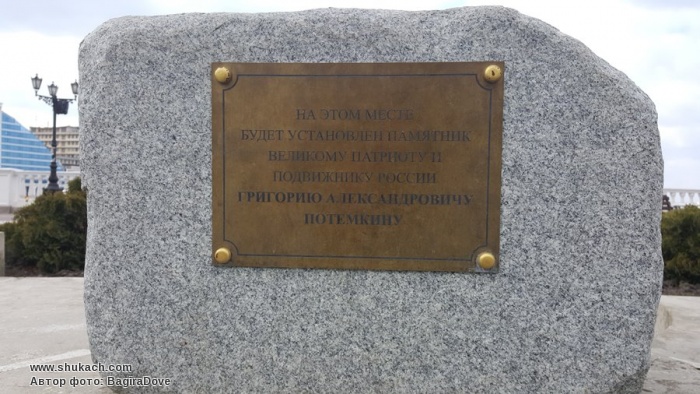 НА ЭТОМ МЕСТЕ
БУДЕТ УСТАНОВЛЕН ПАМЯТНИК
ВЕЛИКОМУ ПАТРИОТУ И
ПОДВИЖНИКУ РОССИИ
ГРИГОРИЮ АЛЕКСАНДРОВИЧУ
ПОТЕМКИНУ
www.shukach.com
Автор фото: BagiraDove